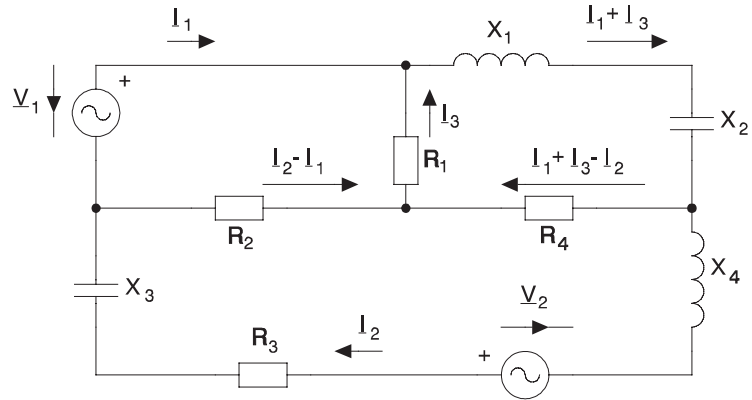 I₁
X₁
I₁ + I₃
+
V₁
I₃
X₂
R₁
I₂ - I₁
I₁ + I₃ - I₂
R₂
R₄
X₃
X₄
V₂
R₃
I₂
+